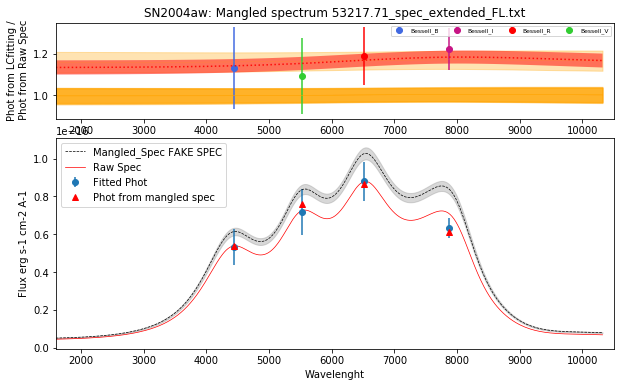 SN2004aw: Mangled spectrum 53217.71_spec_extended_FL.txt
Phot from LCfitting /
Phot from Raw Spec
1.2
1.0
Bessell_B
Bessell_I
Bessell_R
Bessell_V
2000 3000 4000 5000 6000 7000 8000 9000 10000
Flux erg s-1 cm-2 A-1
1.0
0.8
0.6
0.4
0.2
0.0
Mangled_Spec FAKE SPEC
Raw Spec
Fitted Phot
Phot from mangled spec
2000 3000 4000 5000 6000 7000 8000 9000 10000
Wavelenght